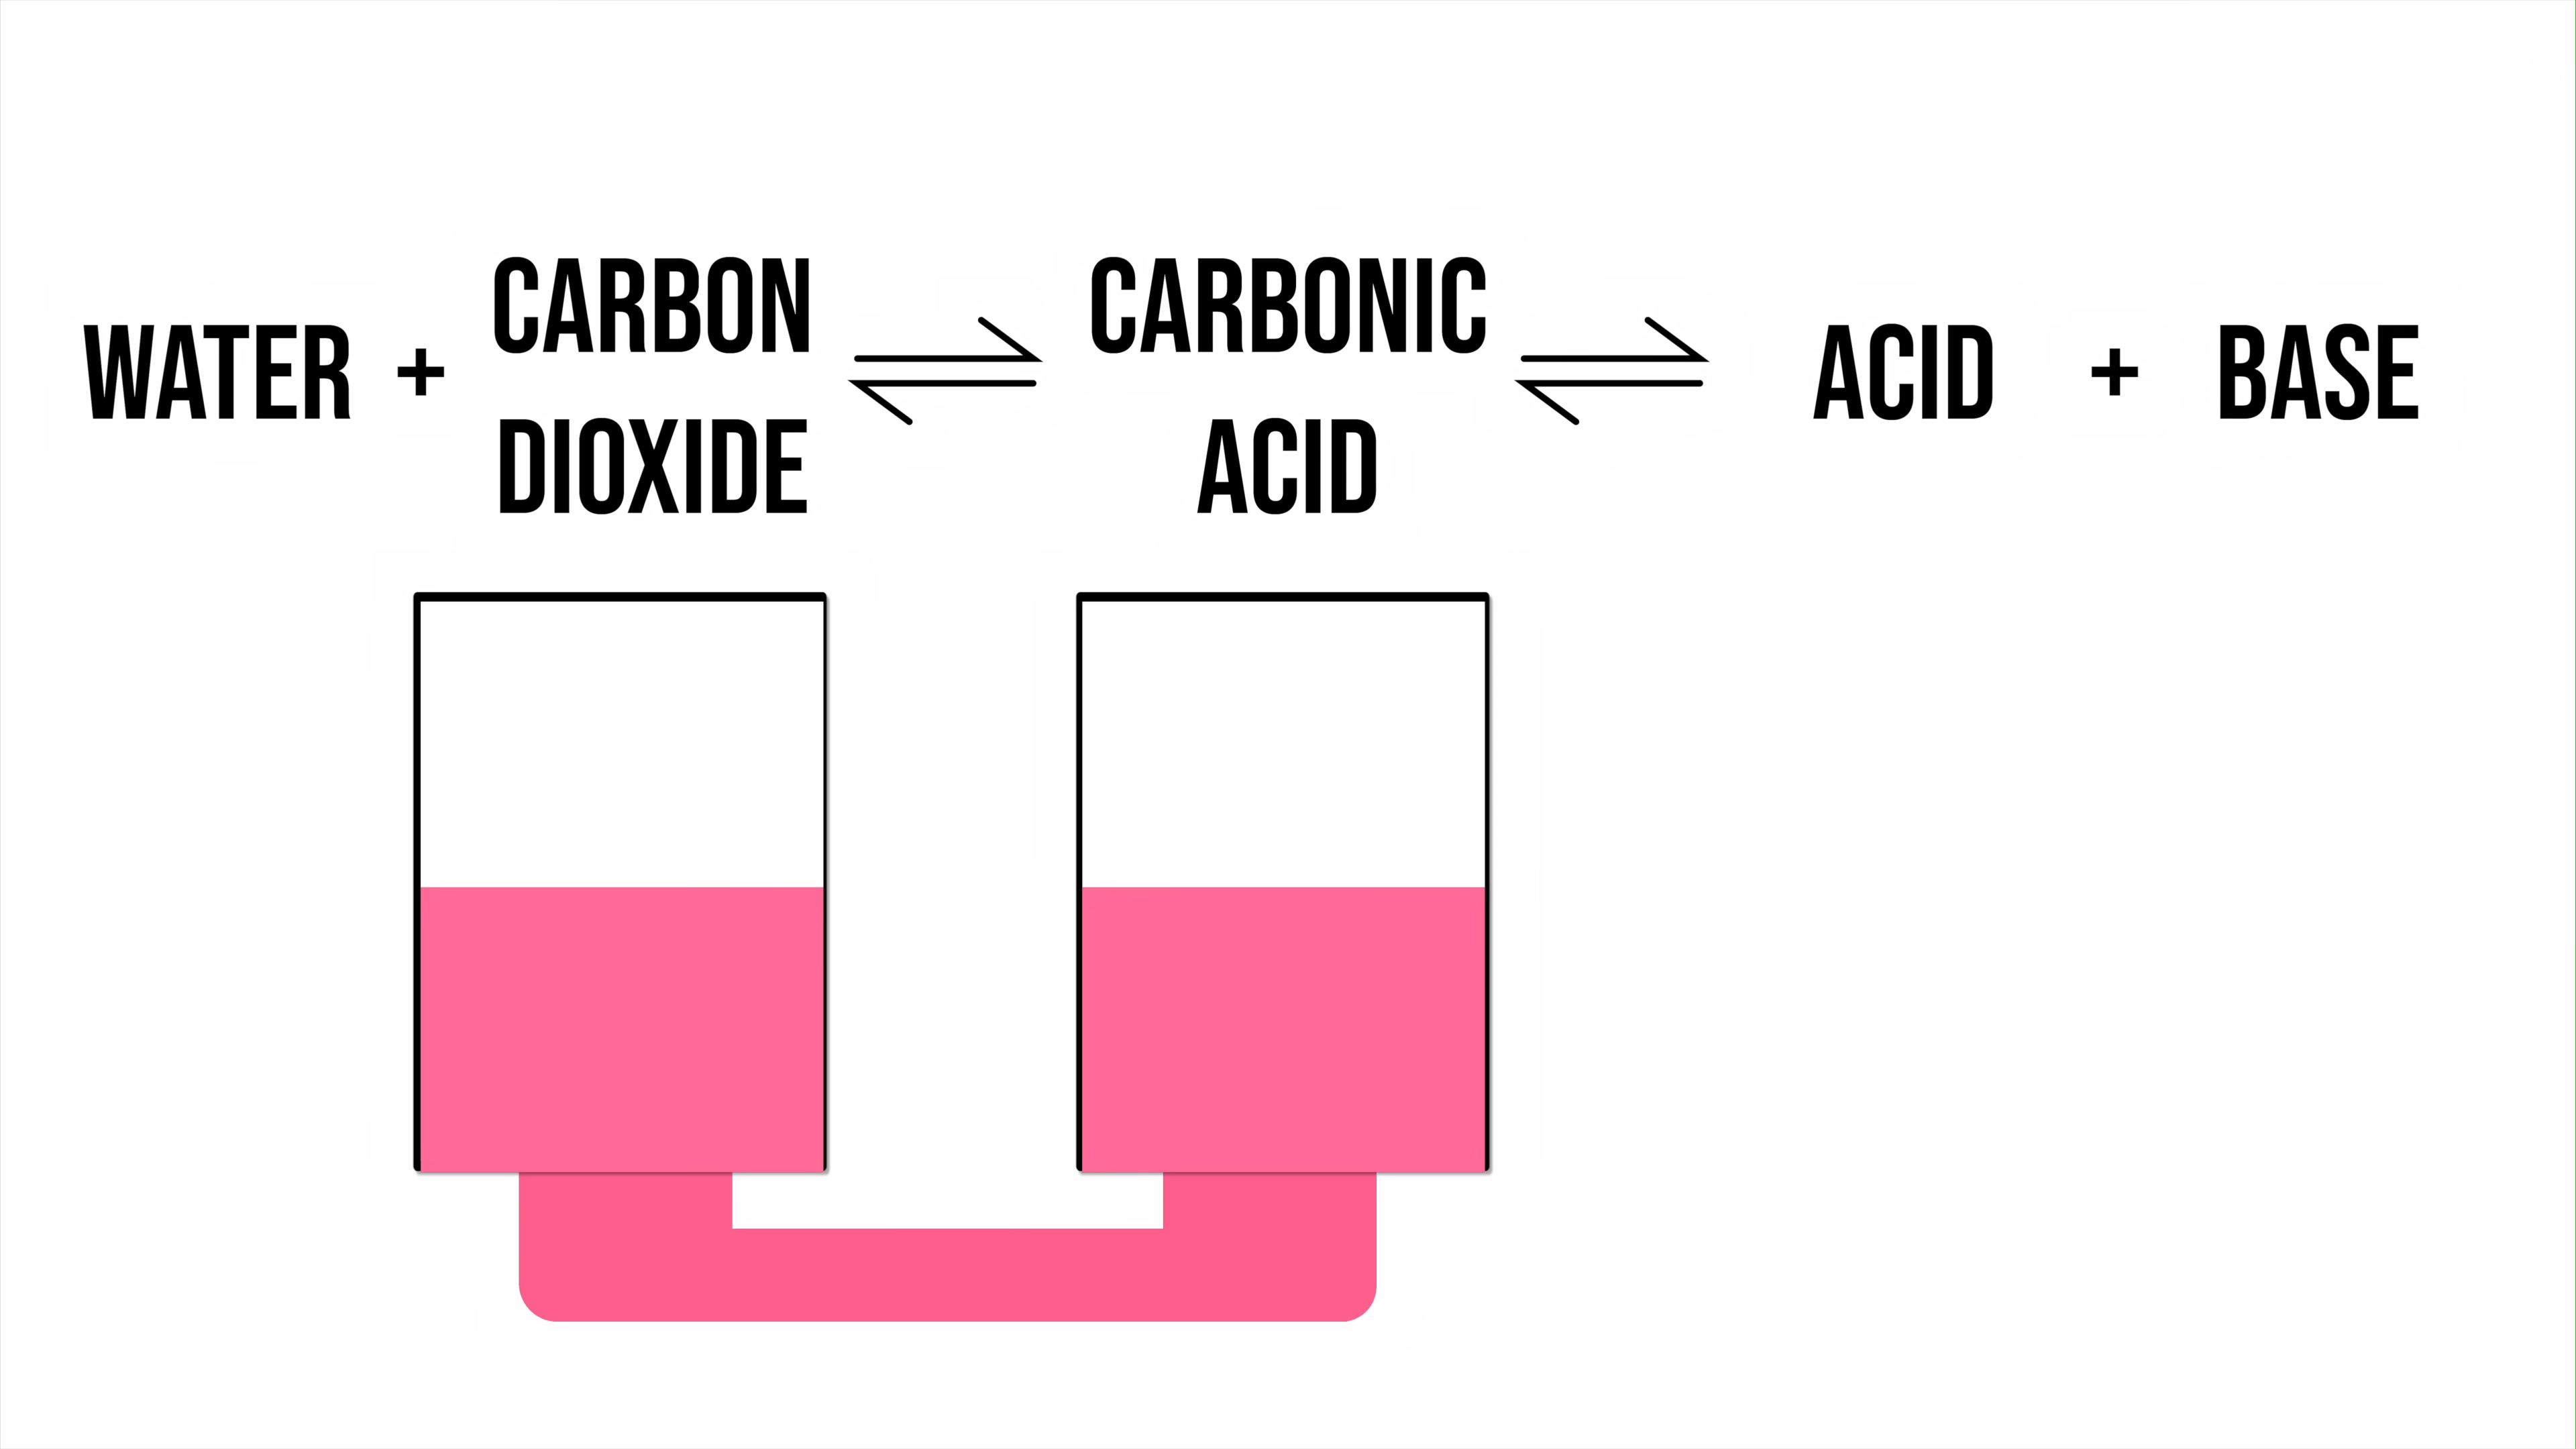 WATER + CARBON DIOXIDE ⇌ CARBONIC ACID ⇌ ACID + BASE